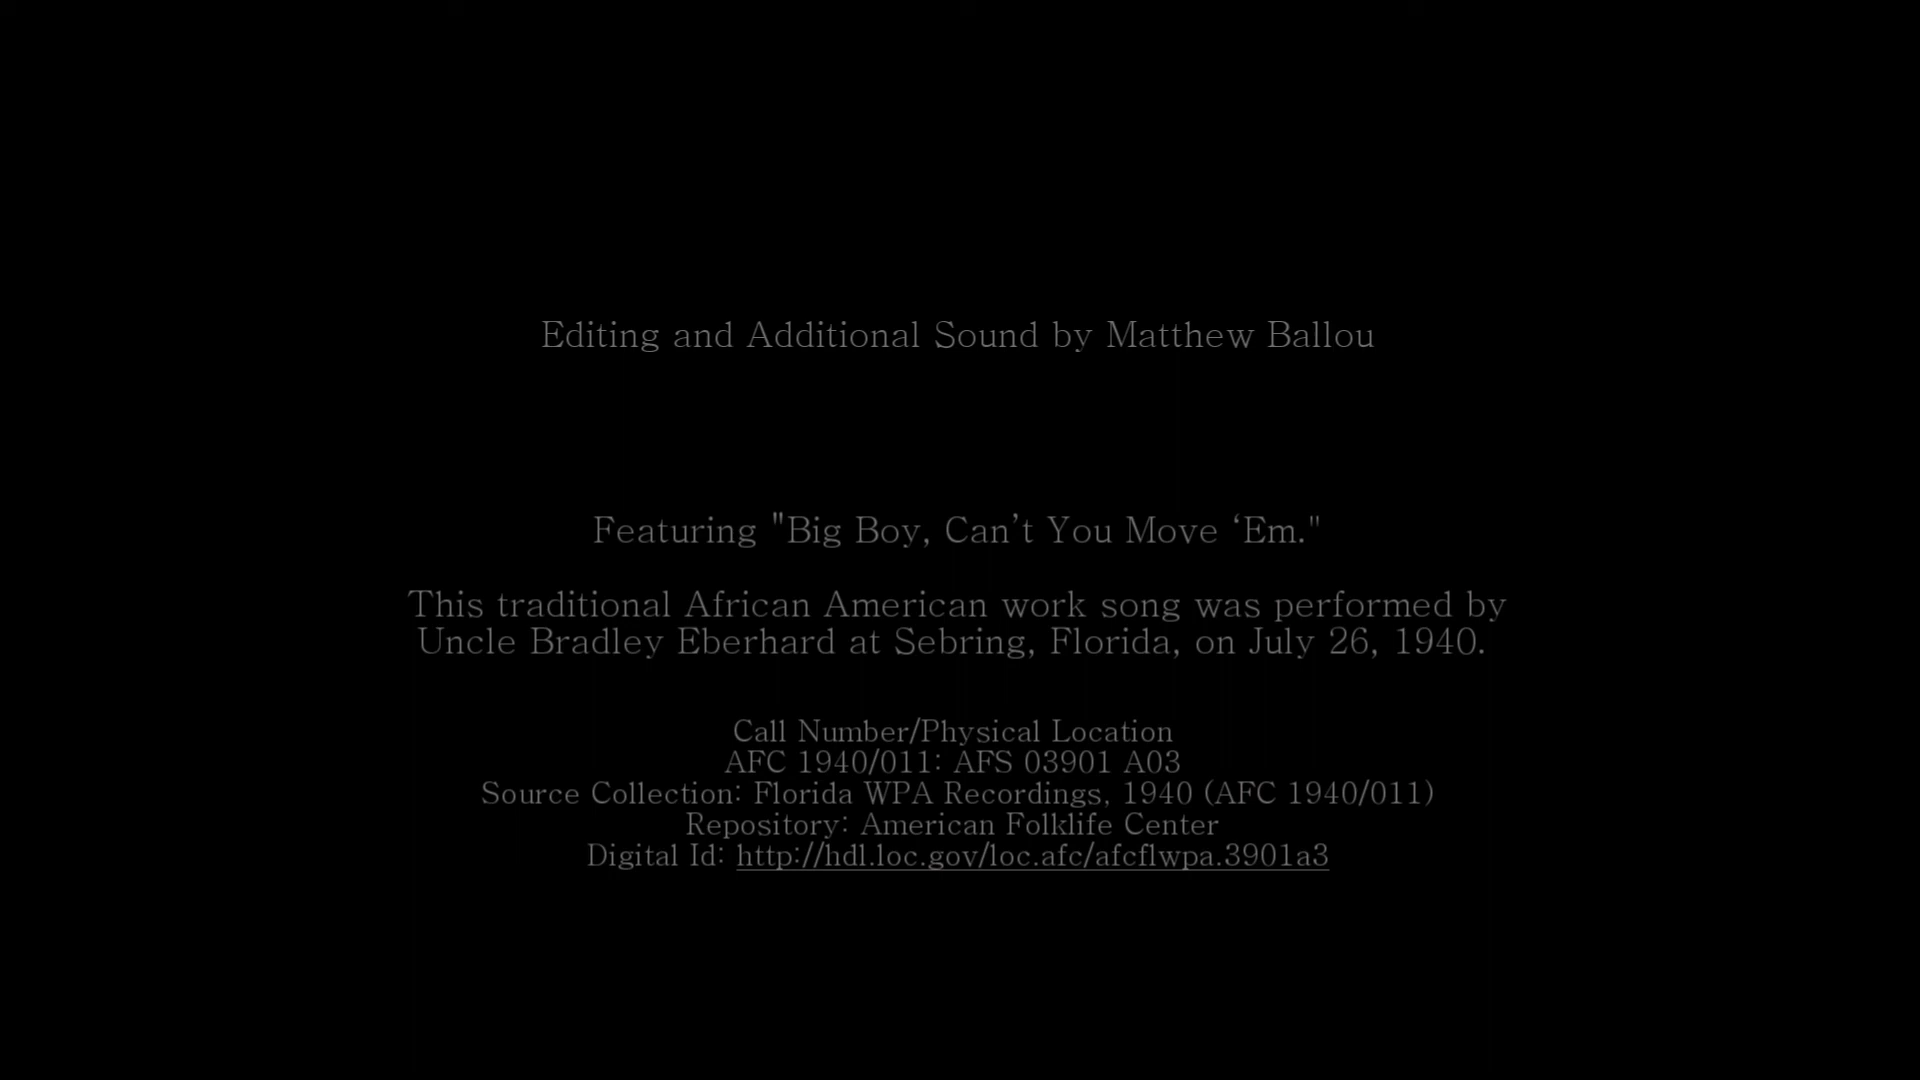 Editing and Additional Sound by Matthew Ballou
Featuring "Big Boy, Can’t You Move ‘Em."
This traditional African American work song was performed by
Uncle Bradley Eberhard at Sebring, Florida, on July 26, 1940.
Call Number/Physical Location
AFC 1940/011: AFS 03901 A03
Source Collection: Florida WPA Recordings, 1940 (AFC 1940/011)
Repository: American Folklife Center
Digital Id: http://hdl.loc.gov/loc.afc/afcflwpa.3901a3